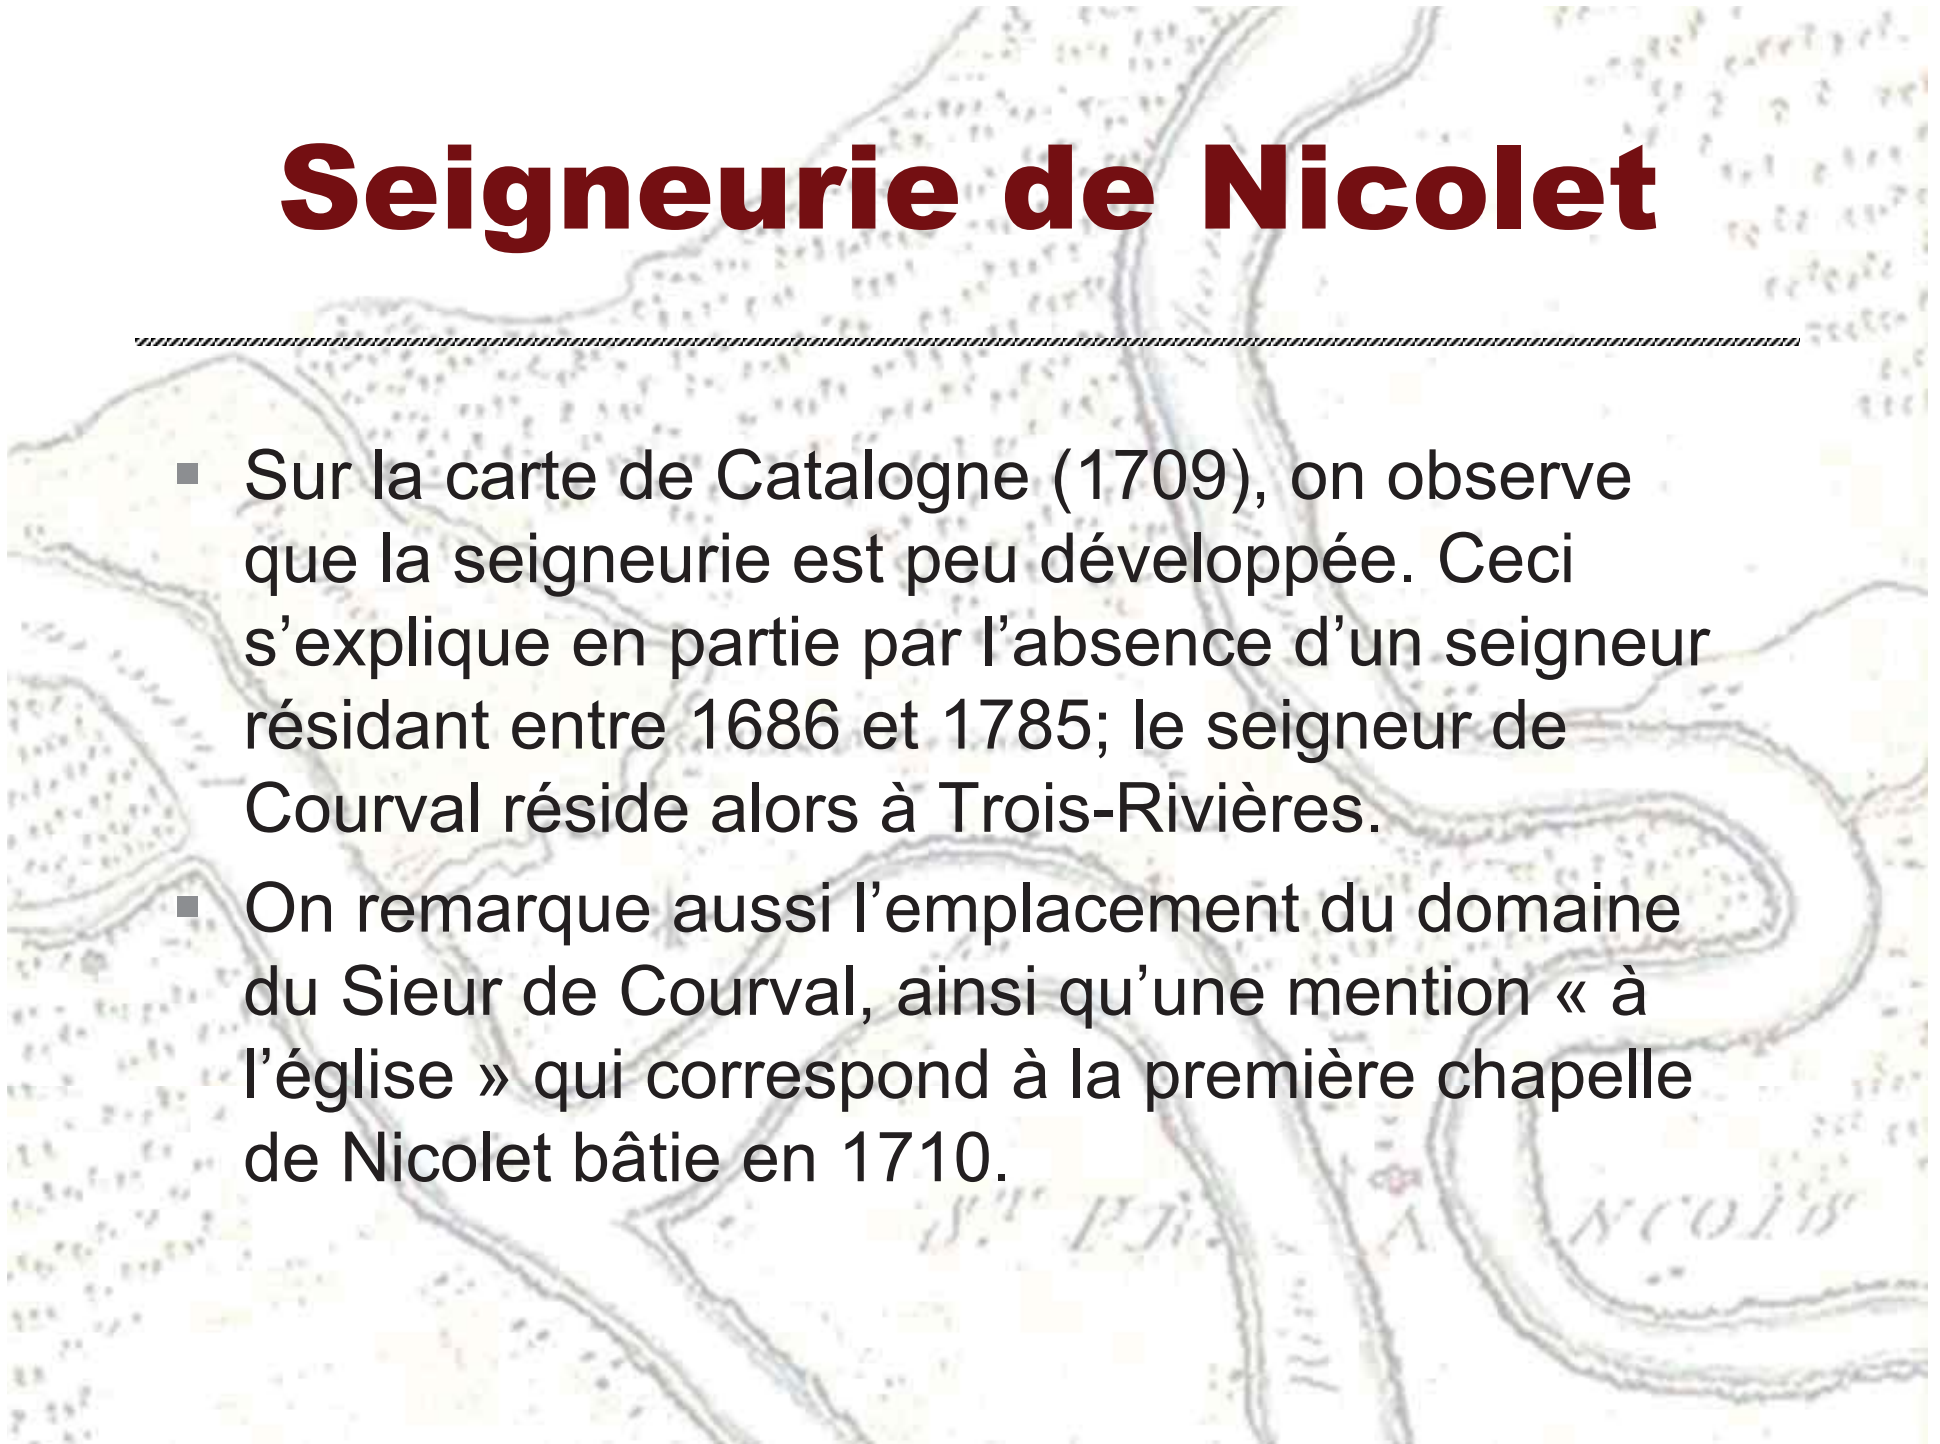 Seigneurie de Nicolet
▪ Sur la carte de Catalogne (1709), on observe
que la seigneurie est peu développée. Ceci
s’explique en partie par l’absence d’un seigneur
résidant entre 1686 et 1785; le seigneur de
Courval réside alors à Trois-Rivières.
▪ On remarque aussi l’emplacement du domaine
du Sieur de Courval, ainsi qu’une mention « à
l’église » qui correspond à la première chapelle
de Nicolet bâtie en 1710.
S.T FRANCOIS